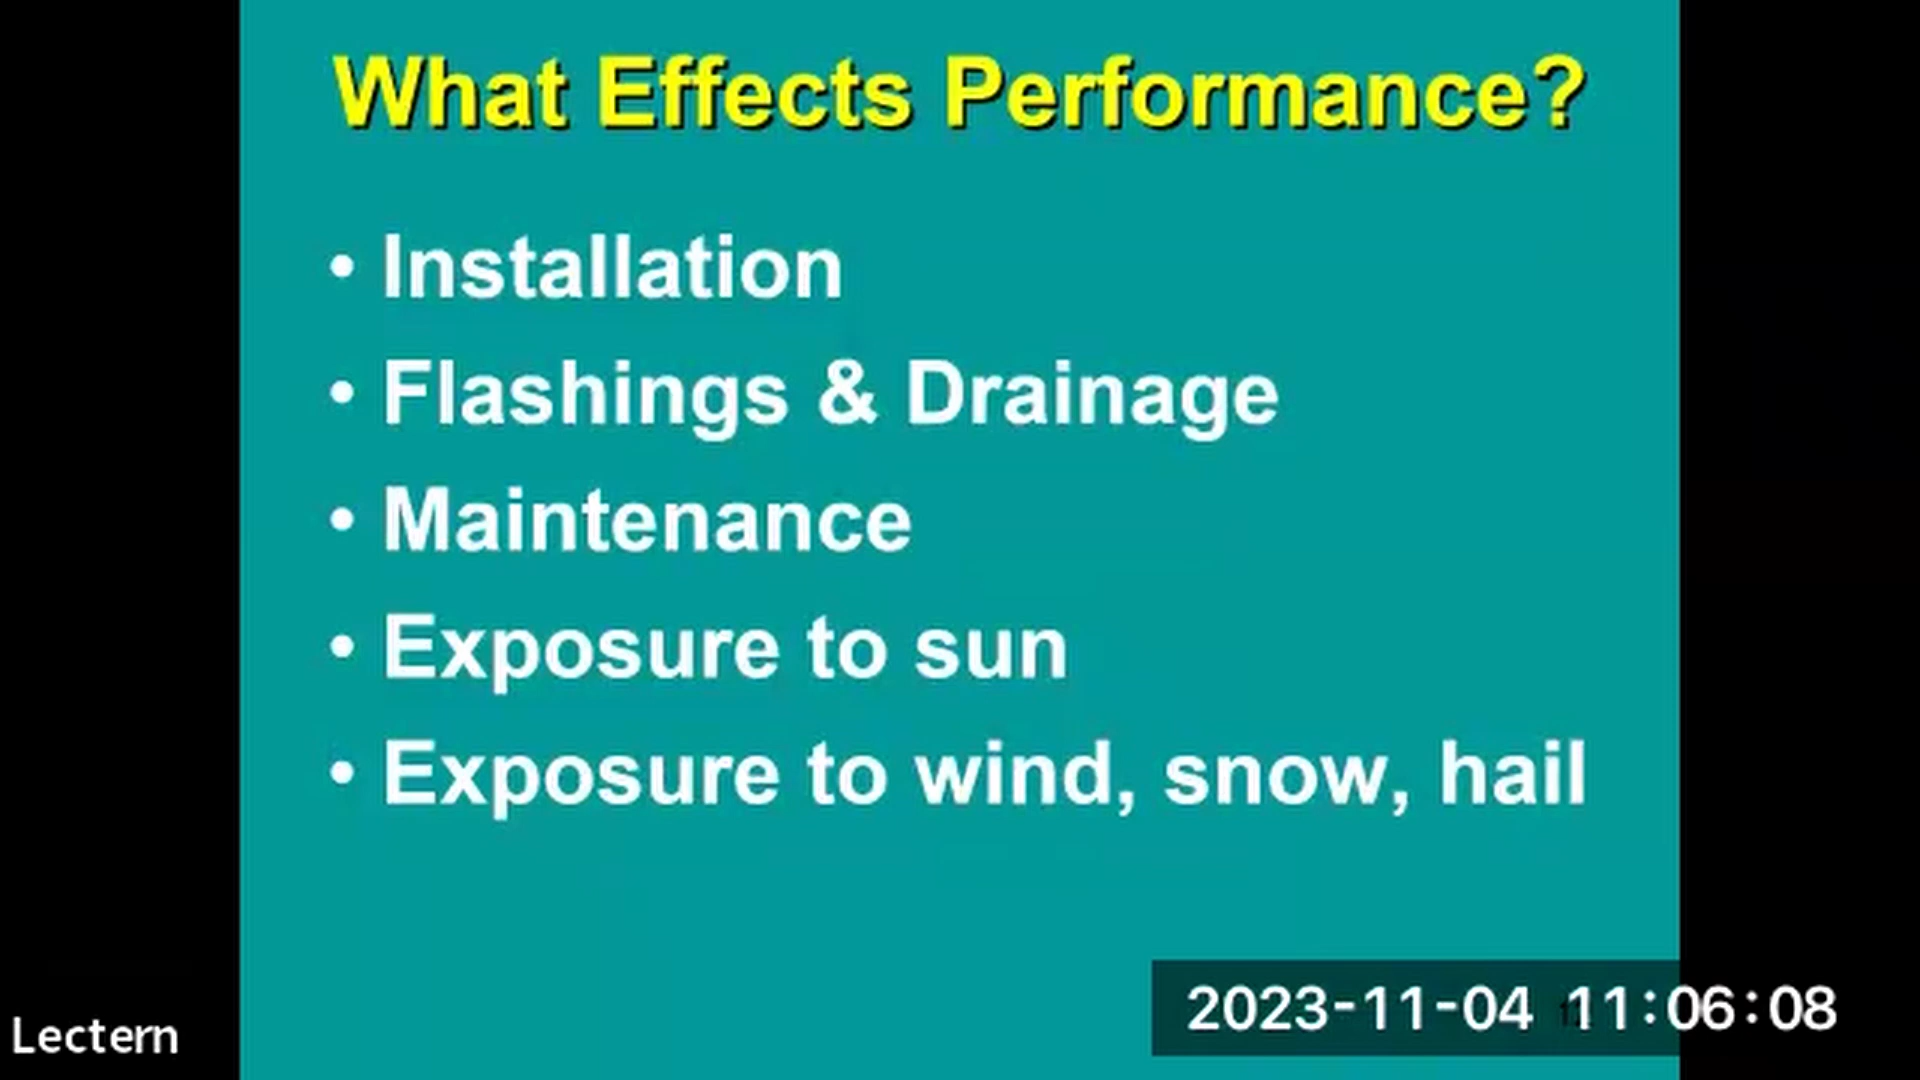 What Effects Performance?
• Installation
• Flashings & Drainage
• Maintenance
• Exposure to sun
• Exposure to wind, snow, hail
Lectern
2023-11-04 11:06:08